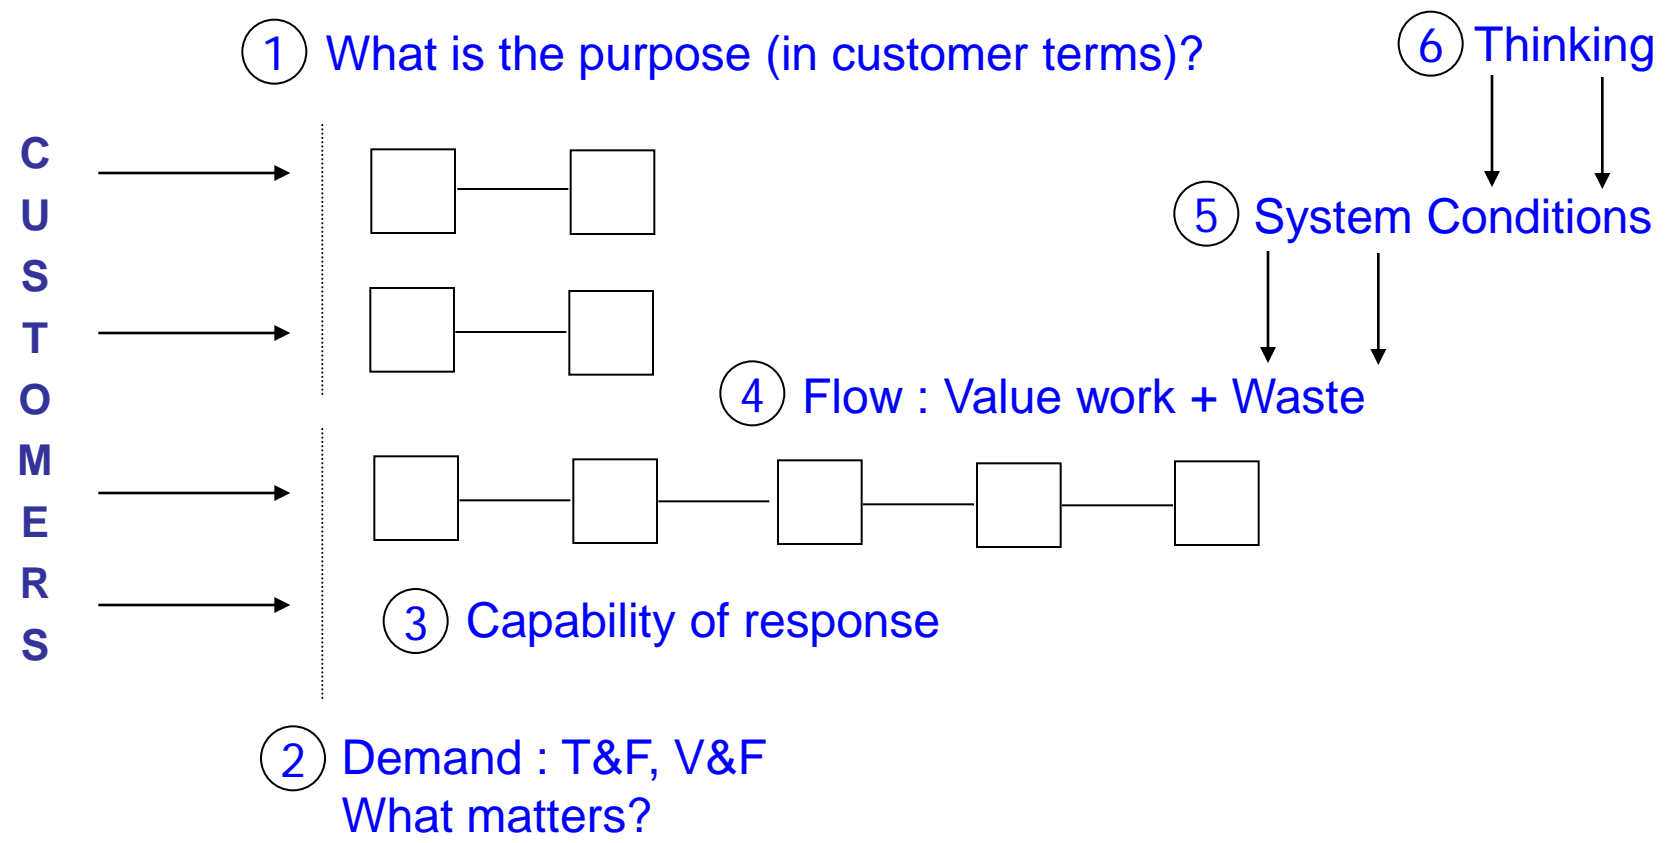 1 What is the purpose (in customer terms)?
6 Thinking
CUSTOMERS
5 System Conditions
4 Flow : Value work + Waste
3 Capability of response
2 Demand : T&F, V&F
What matters?